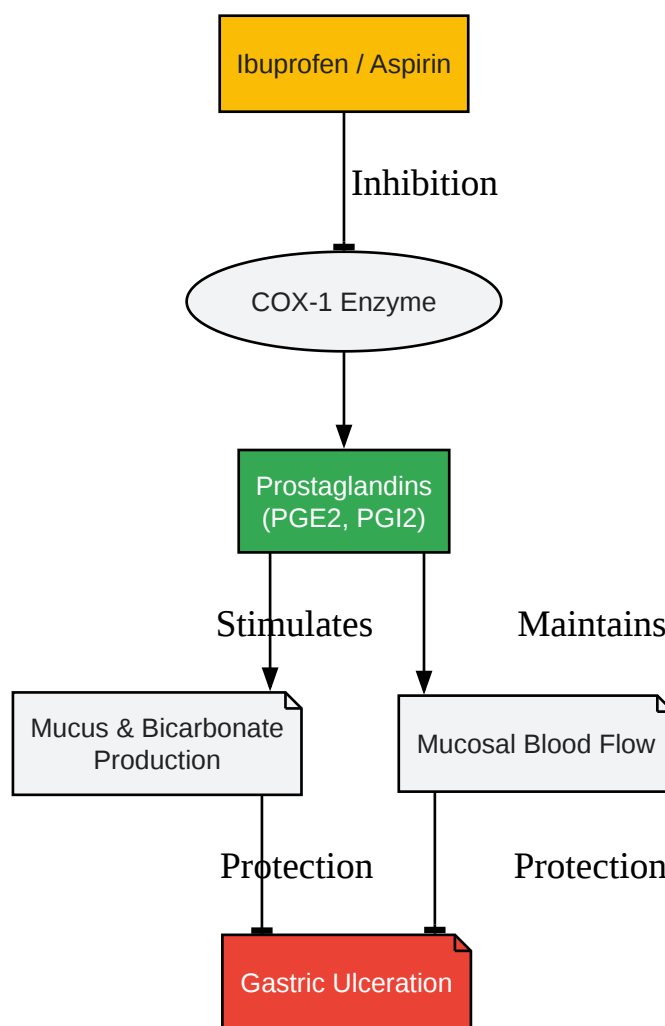 Ibuprofen / Aspirin
Inhibition
COX-1 Enzyme
Prostaglandins
(PGE2, PGI2)
Stimulates
Maintains
Mucus & Bicarbonate
Production
Mucosal Blood Flow
Protection
Protection
Gastric Ulceration